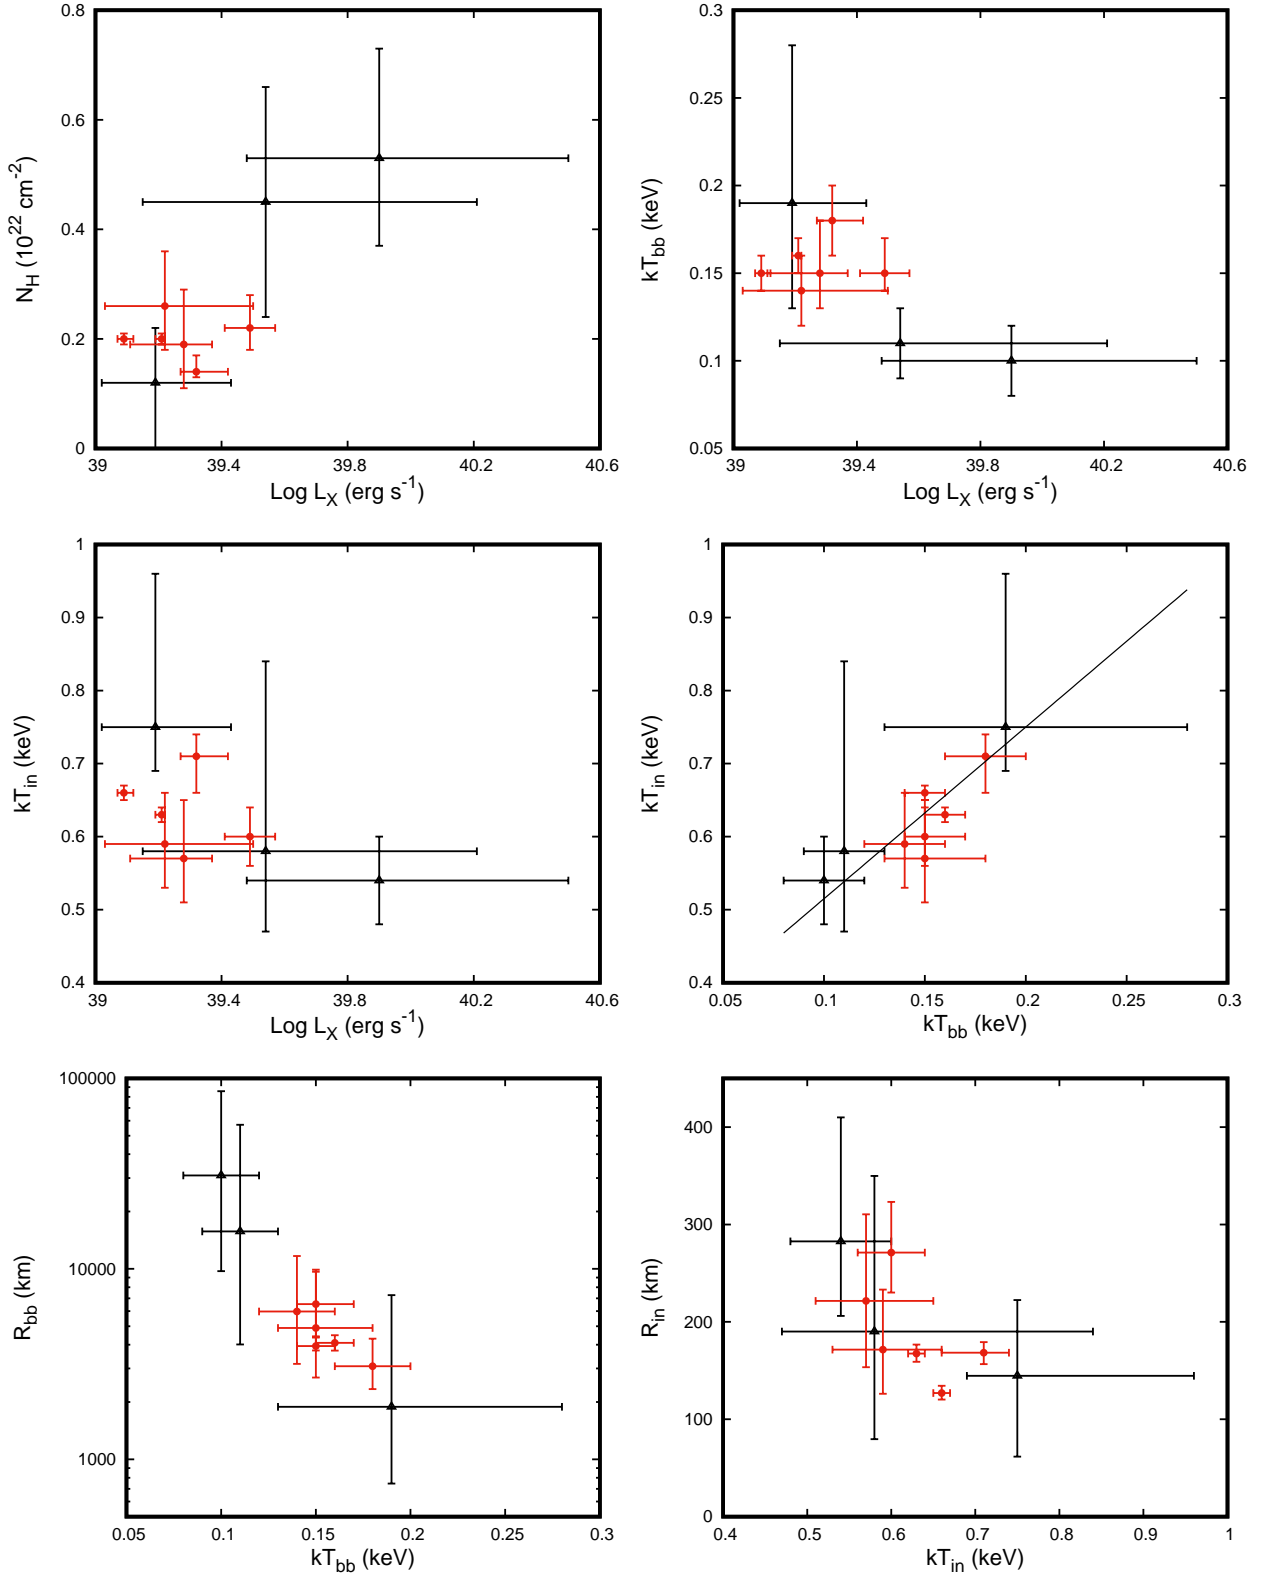 0.8
0.6
0.4
0.2
0
N_H (10^22 cm^-2)
39 39.4 39.8 40.2 40.6
Log L_X (erg s^-1)
0.3
0.25
0.2
0.15
0.1
0.05
kT_bb (keV)
39 39.4 39.8 40.2 40.6
Log L_X (erg s^-1)
1
0.9
0.8
0.7
0.6
0.5
0.4
kT_in (keV)
39 39.4 39.8 40.2 40.6
Log L_X (erg s^-1)
1
0.9
0.8
0.7
0.6
0.5
0.4
kT_in (keV)
0.05 0.1 0.15 0.2 0.25 0.3
kT_bb (keV)
100000
10000
1000
R_bb (km)
0.05 0.1 0.15 0.2 0.25 0.3
kT_bb (keV)
400
300
200
100
0
R_in (km)
0.4 0.5 0.6 0.7 0.8 0.9 1
kT_in (keV)